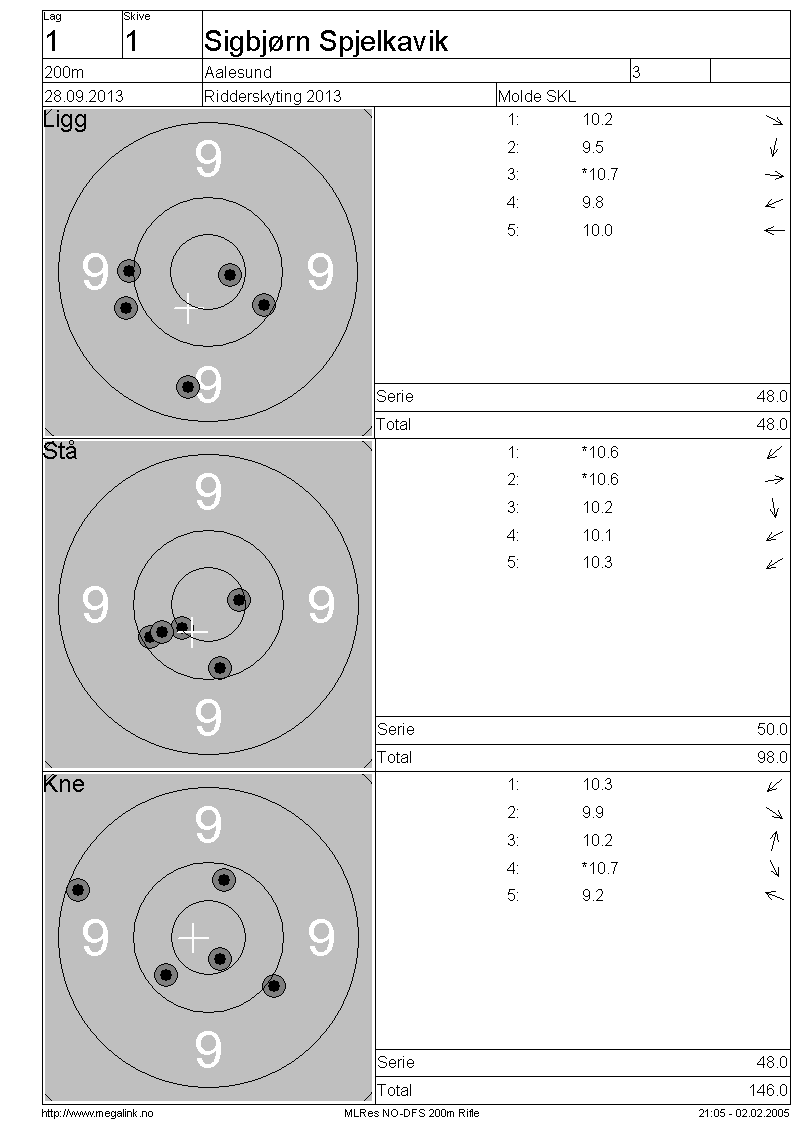 Lag Skive
1 1 Sigbjørn Spjelkavik
200m Aalesund 3
28.09.2013 Ridderskyting 2013 Molde SKL
Ligg
9
9 9
9
1: 10.2
2: 9.5
3: *10.7
4: 9.8
5: 10.0
Serie 48.0
Total 48.0
Stå
9
9 9
9
1: *10.6
2: *10.6
3: 10.2
4: 10.1
5: 10.3
Serie 50.0
Total 98.0
Kne
9
9 9
9
1: 10.3
2: 9.9
3: 10.2
4: *10.7
5: 9.2
Serie 48.0
Total 146.0
http://www.megalink.no MLRes NO-DFS 200m Rifle 21:05 - 02.02.2005